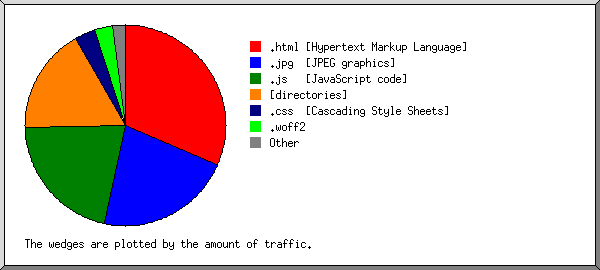 .html [Hypertext Markup Language]
.jpg [JPEG graphics]
.js [JavaScript code]
[directories]
.css [Cascading Style Sheets]
.woff2
Other
The wedges are plotted by the amount of traffic.